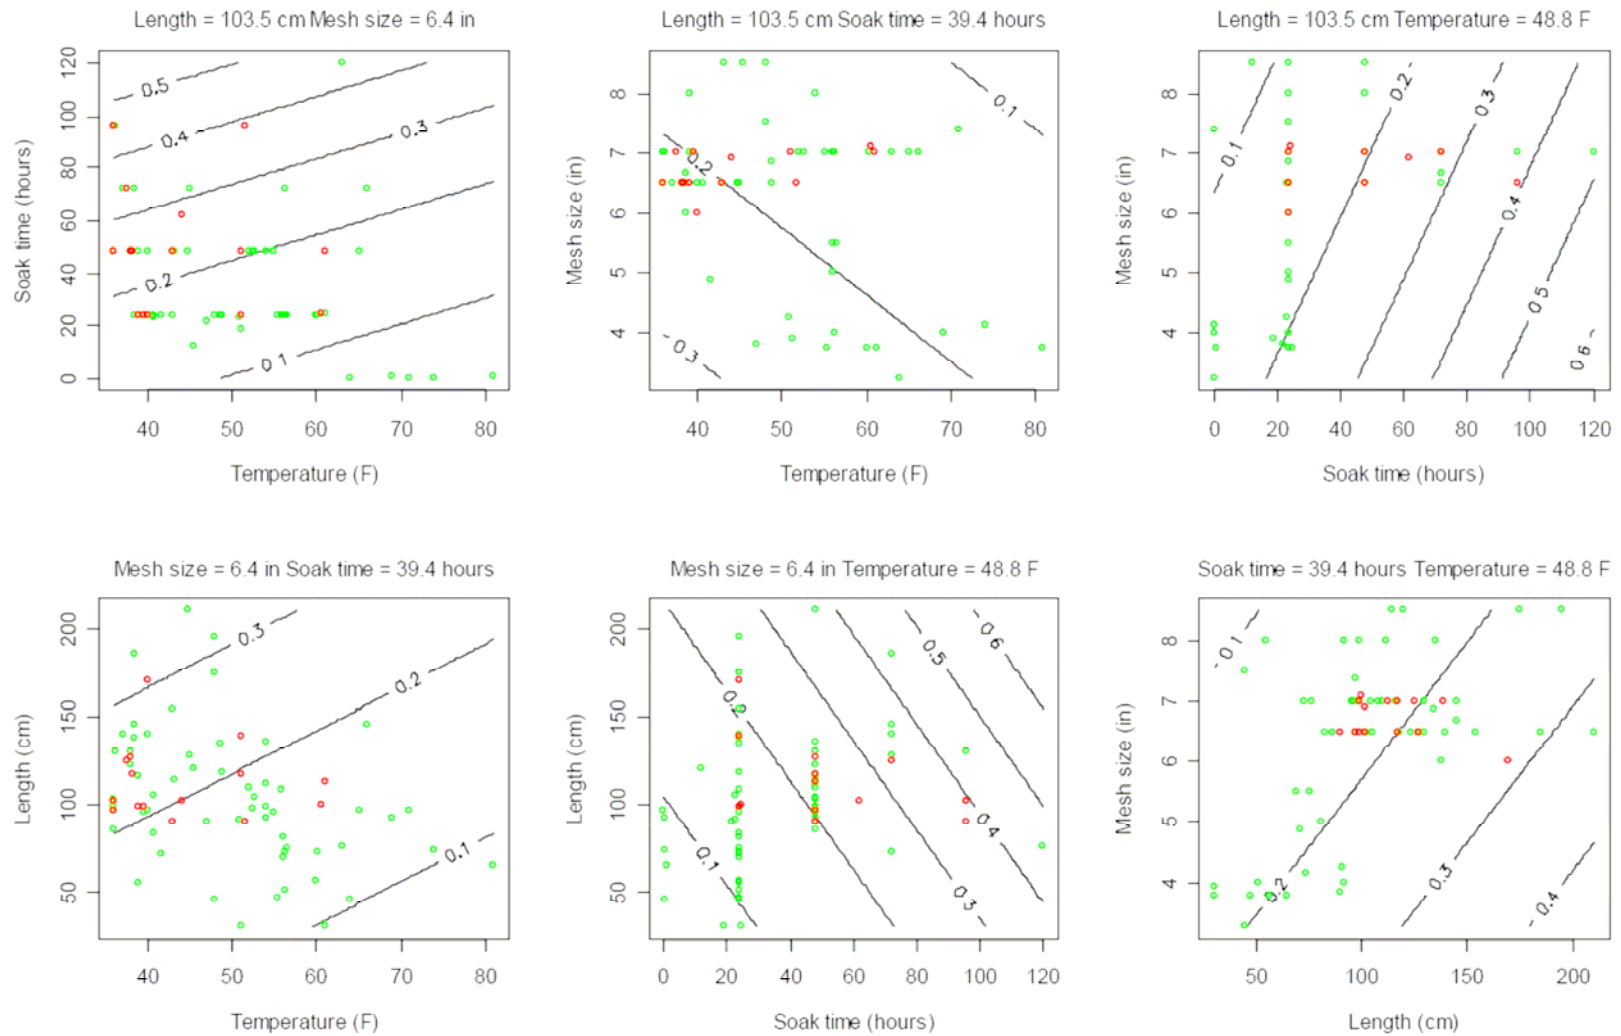 Length = 103.5 cm Mesh size = 6.4 in
Length = 103.5 cm Soak time = 39.4 hours
Length = 103.5 cm Temperature = 48.8 F
Soak time (hours)
0 20 40 60 80 100 120
0.5
0.4
0.3
0.2
0.1
40 50 60 70 80
Temperature (F)
Mesh size (in)
4 5 6 7 8
0.1
0.2
0.3
40 50 60 70 80
Temperature (F)
Mesh size (in)
4 5 6 7 8
0.1
0.2
0.3
0.4
0.5
0.6
0 20 40 60 80 100 120
Soak time (hours)
Mesh size = 6.4 in Soak time = 39.4 hours
Mesh size = 6.4 in Temperature = 48.8 F
Soak time = 39.4 hours Temperature = 48.8 F
Length (cm)
50 100 150 200
0.3
0.2
0.1
40 50 60 70 80
Temperature (F)
Length (cm)
50 100 150 200
0.6
0.5
0.2
0.4
0.1
0.3
0 20 40 60 80 100 120
Soak time (hours)
Mesh size (in)
4 5 6 7 8
0.1
0.2
0.3
0.4
50 100 150 200
Length (cm)